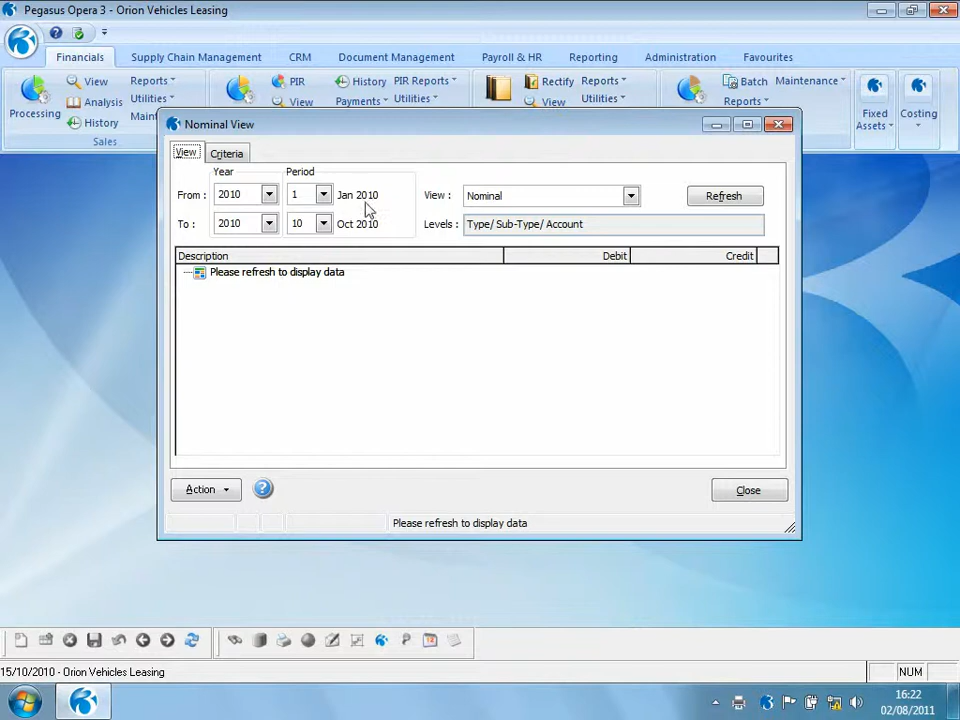 Pegasus Opera 3 - Orion Vehicles Leasing
Financials Supply Chain Management CRM Document Management Payroll & HR Reporting Administration Favourites
View Reports PIR History PIR Reports Rectify Reports Batch Maintenance
Processing Analysis Utilities View Payments Utilities View Utilities Reports Fixed Assets Costing
History
Sales
Nominal View
View Criteria
Year Period
From : 2010 1 Jan 2010 View : Nominal Refresh
To : 2010 10 Oct 2010 Levels : Type/ Sub-Type/ Account
Description Debit Credit
Please refresh to display data
Action Close
Please refresh to display data
15/10/2010 - Orion Vehicles Leasing NUM
16:22
02/08/2011